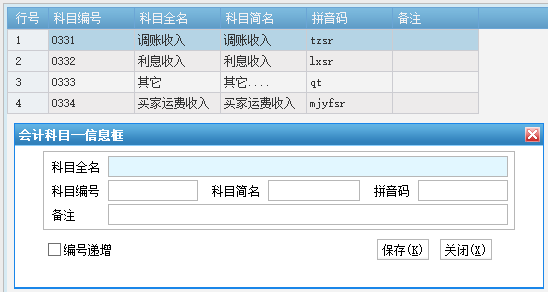 行号 科目编号 科目全名 科目简名 拼音码 备注
1 0331 调账收入 调账收入 tzsr
2 0332 利息收入 利息收入 lxsr
3 0333 其它 其它.... qt
4 0334 买家运费收入 买家运费收入 mjyfsr
会计科目—信息框
科目全名
科目编号 科目简名 拼音码
备注
编号递增 保存(K) 关闭(X)